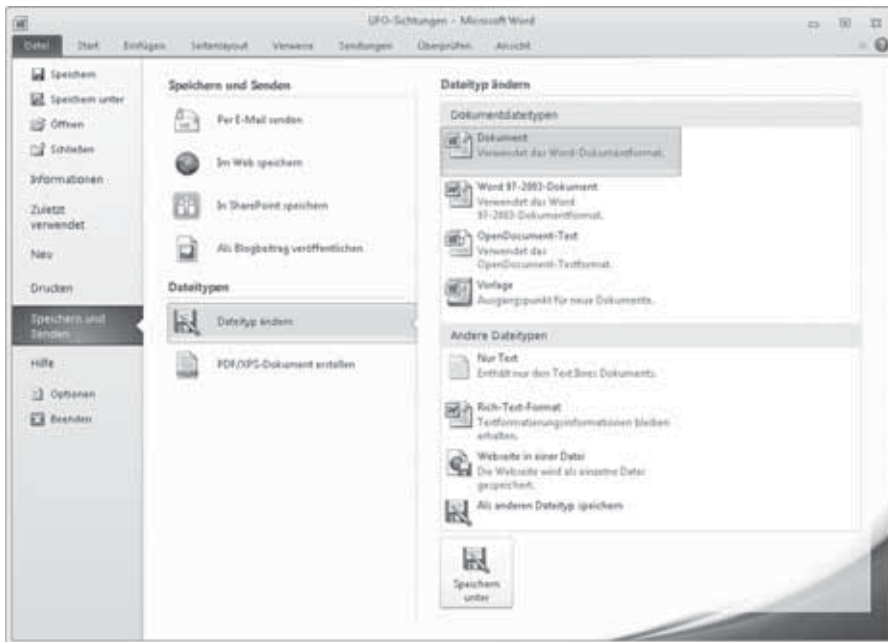 UFO-Sichtungen - Microsoft Word
Datei Start Einfügen Seitenlayout Verweise Sendungen Überprüfen Ansicht
Speichern
Speichern unter
Öffnen
Schließen
Informationen
Zuletzt
verwendet
Neu
Drucken
Speichern und
Senden
Hilfe
Optionen
Beenden
Speichern und Senden
Per E-Mail senden
Im Web speichern
In SharePoint speichern
Als Blogbeitrag veröffentlichen
Dateitypen
Dateityp ändern
PDF/XPS-Dokument erstellen
Dateityp ändern
Dokumentdateitypen
Dokument
Verwendet das Word-Dokumentformat.
Word 97-2003-Dokument
Verwendet das Word
97-2003-Dokumentformat.
OpenDocument-Text
Verwendet das
OpenDocument-Textformat.
Vorlage
Ausgangspunkt für neue Dokumente.
Andere Dateitypen
Nur Text
Enthält nur den Text Ihres Dokuments.
Rich-Text-Format
Textformatierungsinformationen bleiben
erhalten.
Webseite in einer Datei
Die Webseite wird als einzelne Datei
gespeichert.
Als anderen Dateityp speichern
Speichern
unter